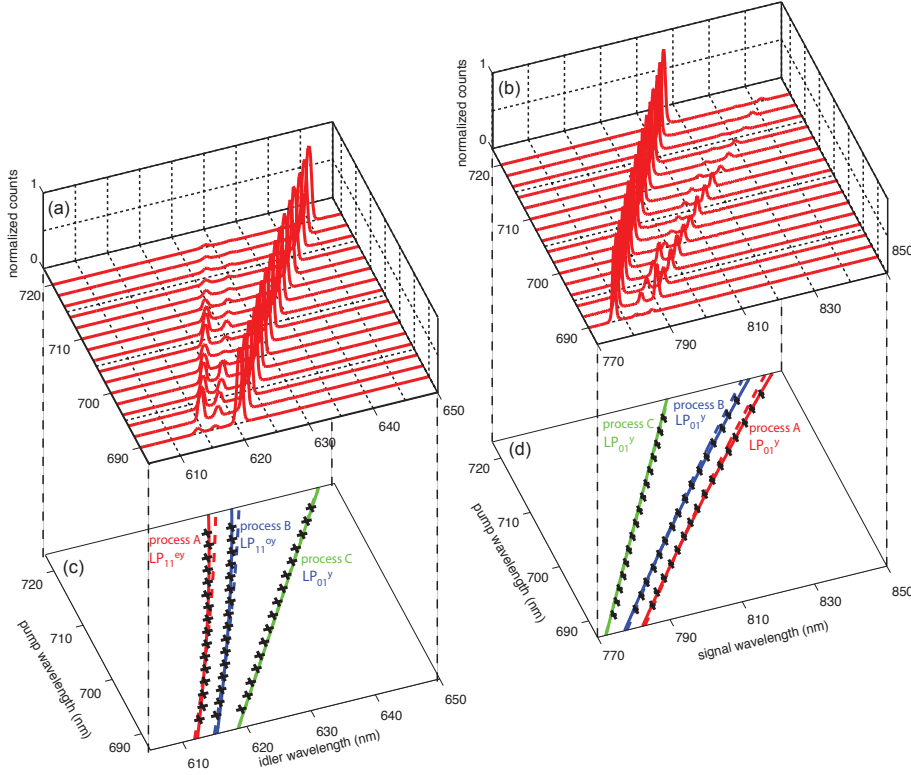 (b)
normalized counts
1
0
720
710
700
690
770
790
810
830
850
(a)
normalized counts
1
0
720
710
700
690
610
620
630
640
650
(d)
process C
LP01y
process B
LP01y
process A
LP01y
pump wavelength (nm)
720
710
700
690
770
790
810
830
850
signal wavelength (nm)
(c)
process A
LP11ey
process B
LP11oy
process C
LP01y
pump wavelength (nm)
720
710
700
690
610
620
630
640
650
idler wavelength (nm)